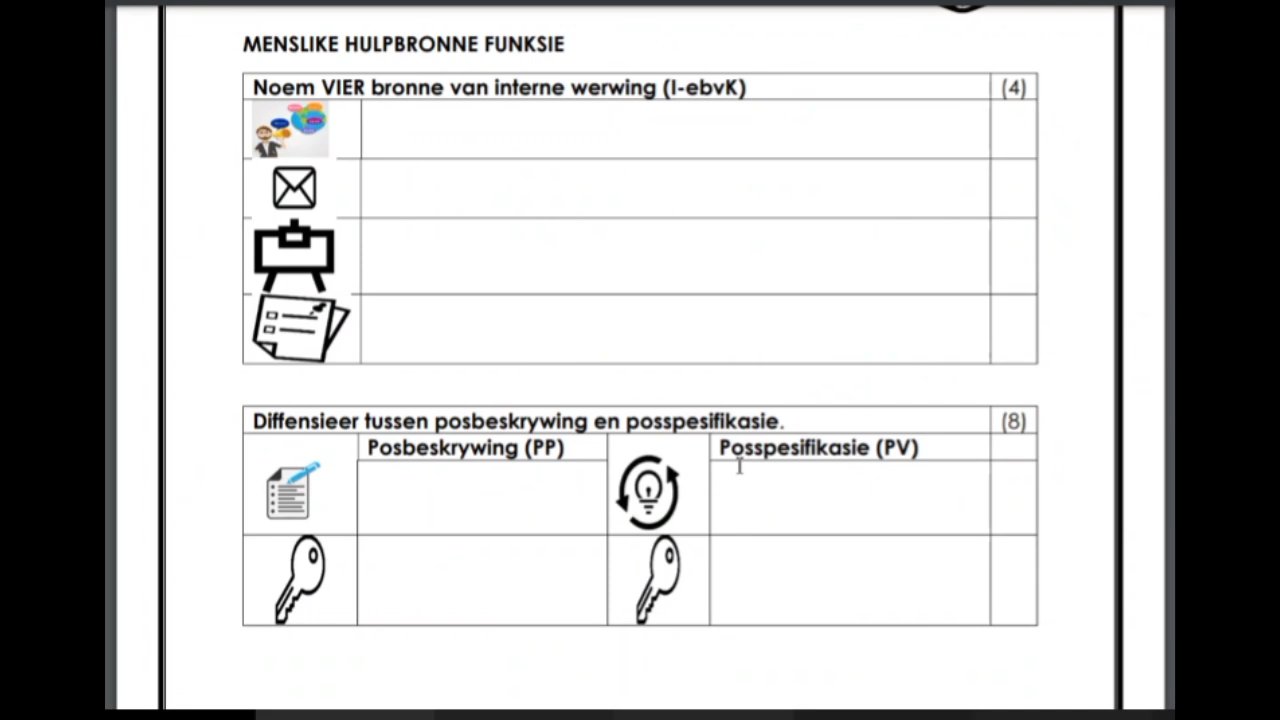 MENSLIKE HULPBRONNE FUNKSIE
Noem VIER bronne van interne werwing (I-ebvK) (4)
Diffensieer tussen posbeskrywing en posspesifikasie. (8)
Posbeskrywing (PP) Posspesifikasie (PV)